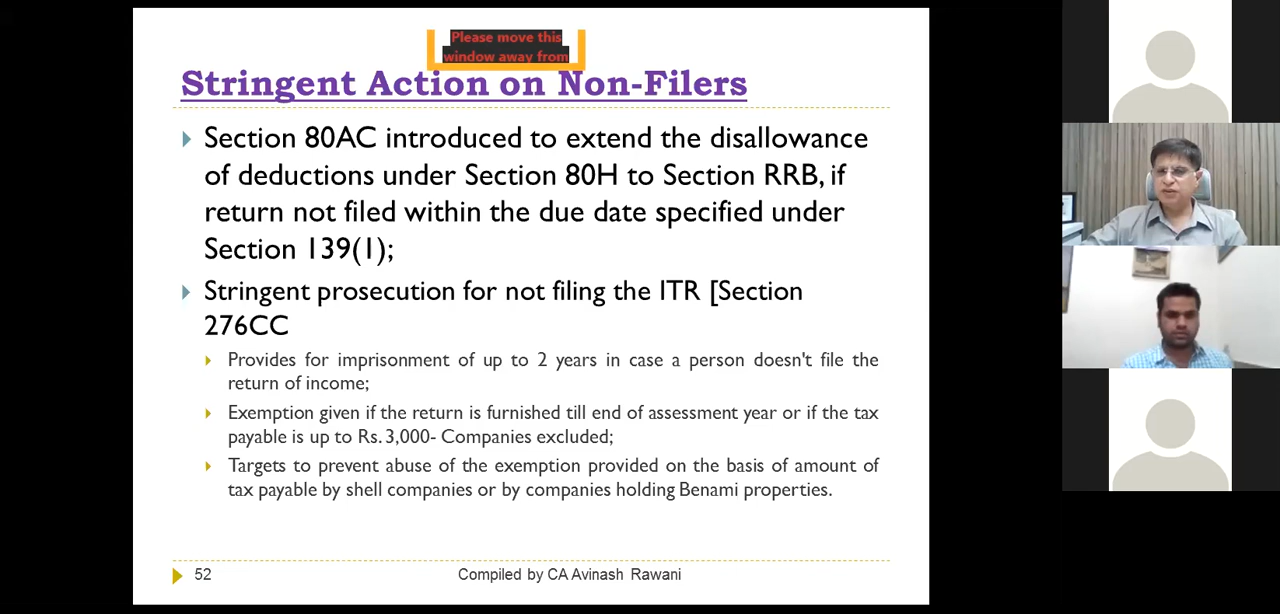 Please move this
window away from
Stringent Action on Non-Filers
Section 80AC introduced to extend the disallowance
of deductions under Section 80H to Section RRB, if
return not filed within the due date specified under
Section 139(1);
Stringent prosecution for not filing the ITR [Section
276CC
Provides for imprisonment of up to 2 years in case a person doesn't file the
return of income;
Exemption given if the return is furnished till end of assessment year or if the tax
payable is up to Rs. 3,000- Companies excluded;
Targets to prevent abuse of the exemption provided on the basis of amount of
tax payable by shell companies or by companies holding Benami properties.
52
Compiled by CA Avinash Rawani